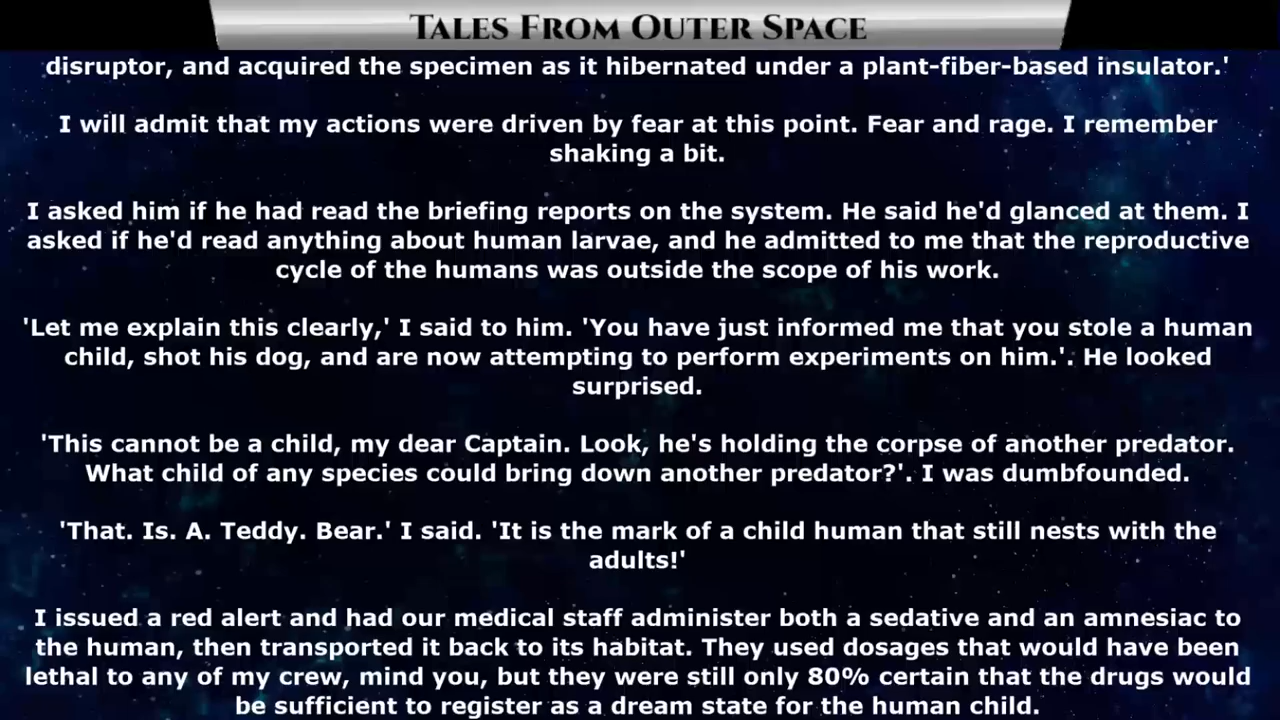 TALES FROM OUTER SPACE
disruptor, and acquired the specimen as it hibernated under a plant-fiber-based insulator.'
I will admit that my actions were driven by fear at this point. Fear and rage. I remember
shaking a bit.
I asked him if he had read the briefing reports on the system. He said he'd glanced at them. I
asked if he'd read anything about human larvae, and he admitted to me that the reproductive
cycle of the humans was outside the scope of his work.
'Let me explain this clearly,' I said to him. 'You have just informed me that you stole a human
child, shot his dog, and are now attempting to perform experiments on him.'. He looked
surprised.
'This cannot be a child, my dear Captain. Look, he's holding the corpse of another predator.
What child of any species could bring down another predator?'. I was dumbfounded.
'That. Is. A. Teddy. Bear.' I said. 'It is the mark of a child human that still nests with the
adults!'
I issued a red alert and had our medical staff administer both a sedative and an amnesiac to
the human, then transported it back to its habitat. They used dosages that would have been
lethal to any of my crew, mind you, but they were still only 80% certain that the drugs would
be sufficient to register as a dream state for the human child.